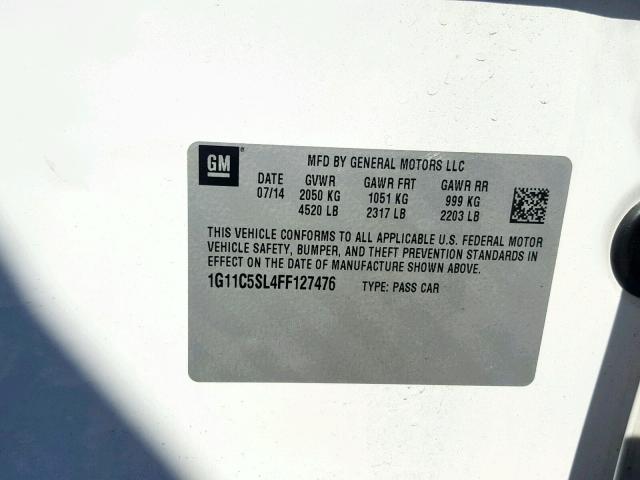 GM ® MFD BY GENERAL MOTORS LLC
DATE GVWR GAWR FRT GAWR RR
07/14 2050 KG 1051 KG 999 KG
4520 LB 2317 LB 2203 LB
THIS VEHICLE CONFORMS TO ALL APPLICABLE U.S. FEDERAL MOTOR
VEHICLE SAFETY, BUMPER, AND THEFT PREVENTION STANDARDS IN
EFFECT ON THE DATE OF MANUFACTURE SHOWN ABOVE.
1G11C5SL4FF127476 TYPE: PASS CAR